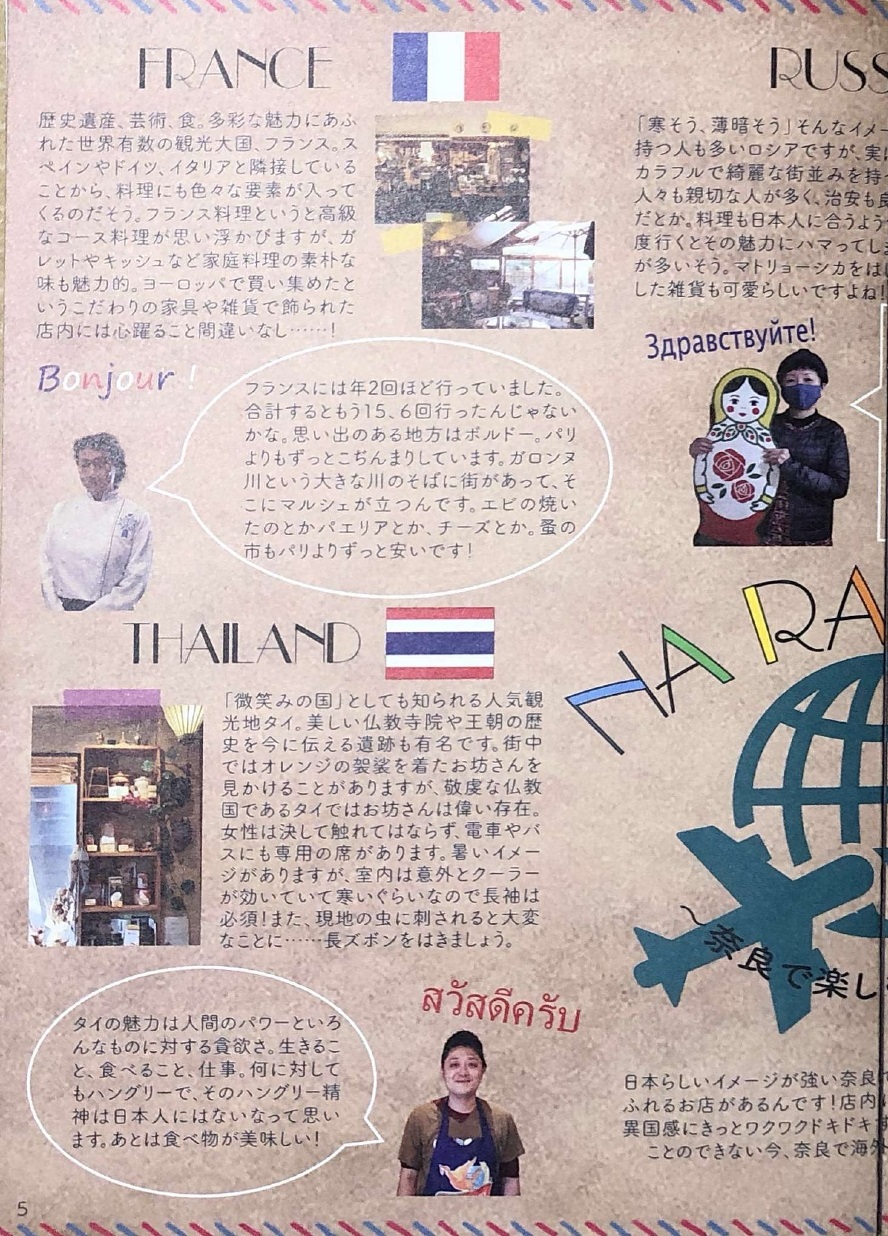 FRANCE
歴史遺産、芸術、食。多彩な魅力にあふ
れた世界有数の観光大国、フランス。ス
ペインやドイツ、イタリアと隣接している
ことから、料理にも色々な要素が入って
くるのだそう。フランス料理というと高級
なコース料理が思い浮かびますが、ガ
レットやキッシュなど家庭料理の素朴な
味も魅力的。ヨーロッパで買い集めたと
いうこだわりの家具や雑貨で飾られた
店内には心躍ること間違いなし……!
Bonjour !
フランスには年2回ほど行っていました。
合計するともう15、6回行ったんじゃない
かな。思い出のある地方はボルドー。パリ
よりもずっとこぢんまりしています。ガロンヌ
川という大きな川のそばに街があって、そ
こにマルシェが立つんです。エビの焼い
たのとかパエリアとか、チーズとか。蚤の
市もパリよりずっと安いです!
THAILAND
「微笑みの国」としても知られる人気観
光地タイ。美しい仏教寺院や王朝の歴
史を今に伝える遺跡も有名です。街中
ではオレンジの袈裟を着たお坊さんを
見かけることがありますが、敬虔な仏教
国であるタイではお坊さんは偉い存在。
女性は決して触れてはならず、電車やバ
スにも専用の席があります。暑いイメー
ジがありますが、室内は意外とクーラー
が効いていて寒いぐらいなので長袖は
必須!また、現地の虫に刺されると大変
なことに……長ズボンをはきましょう。
สวัสดีครับ
タイの魅力は人間のパワーといろ
んなものに対する貪欲さ。生きるこ
と、食べること、仕事。何に対して
もハングリーで、そのハングリー精
神は日本人にはないなって思い
ます。あとは食べ物が美味しい!
5
RUSS
「寒そう、薄暗そう」そんなイメー
持つ人も多いロシアですが、実
カラフルで綺麗な街並みを持
人々も親切な人が多く、治安も
だとか。料理も日本人に合うよう
度行くとその魅力にハマってし
が多いそう。マトリョーシカをは
した雑貨も可愛らしいですよね!
Здравствуйте!
NARA
〜奈良で楽し
日本らしいイメージが強い奈良
ふれるお店があるんです!店内
異国感にきっとワクワクドキドキ
ことのできない今、奈良で海外